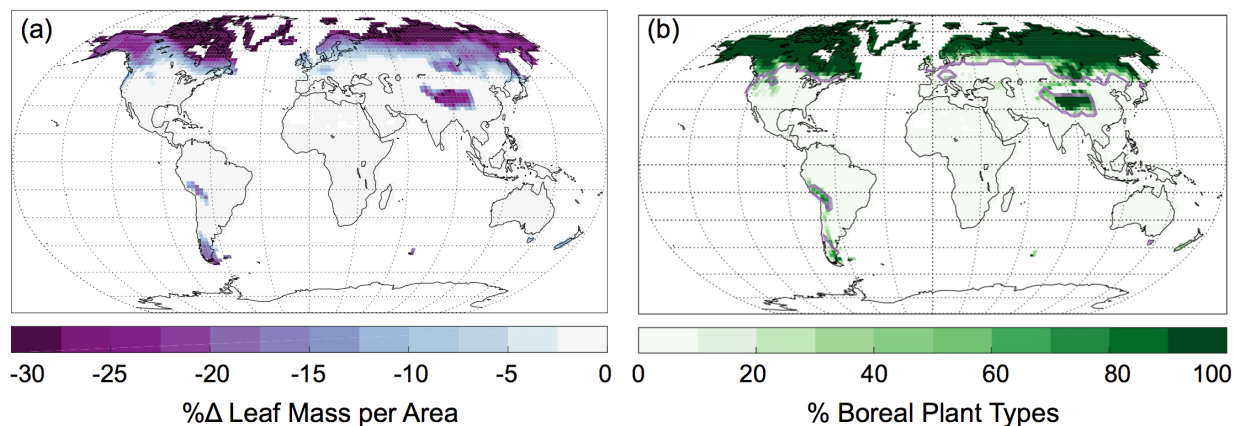 (a)
(b)
-30 -25 -20 -15 -10 -5 0
0 20 40 60 80 100
%Δ Leaf Mass per Area
% Boreal Plant Types